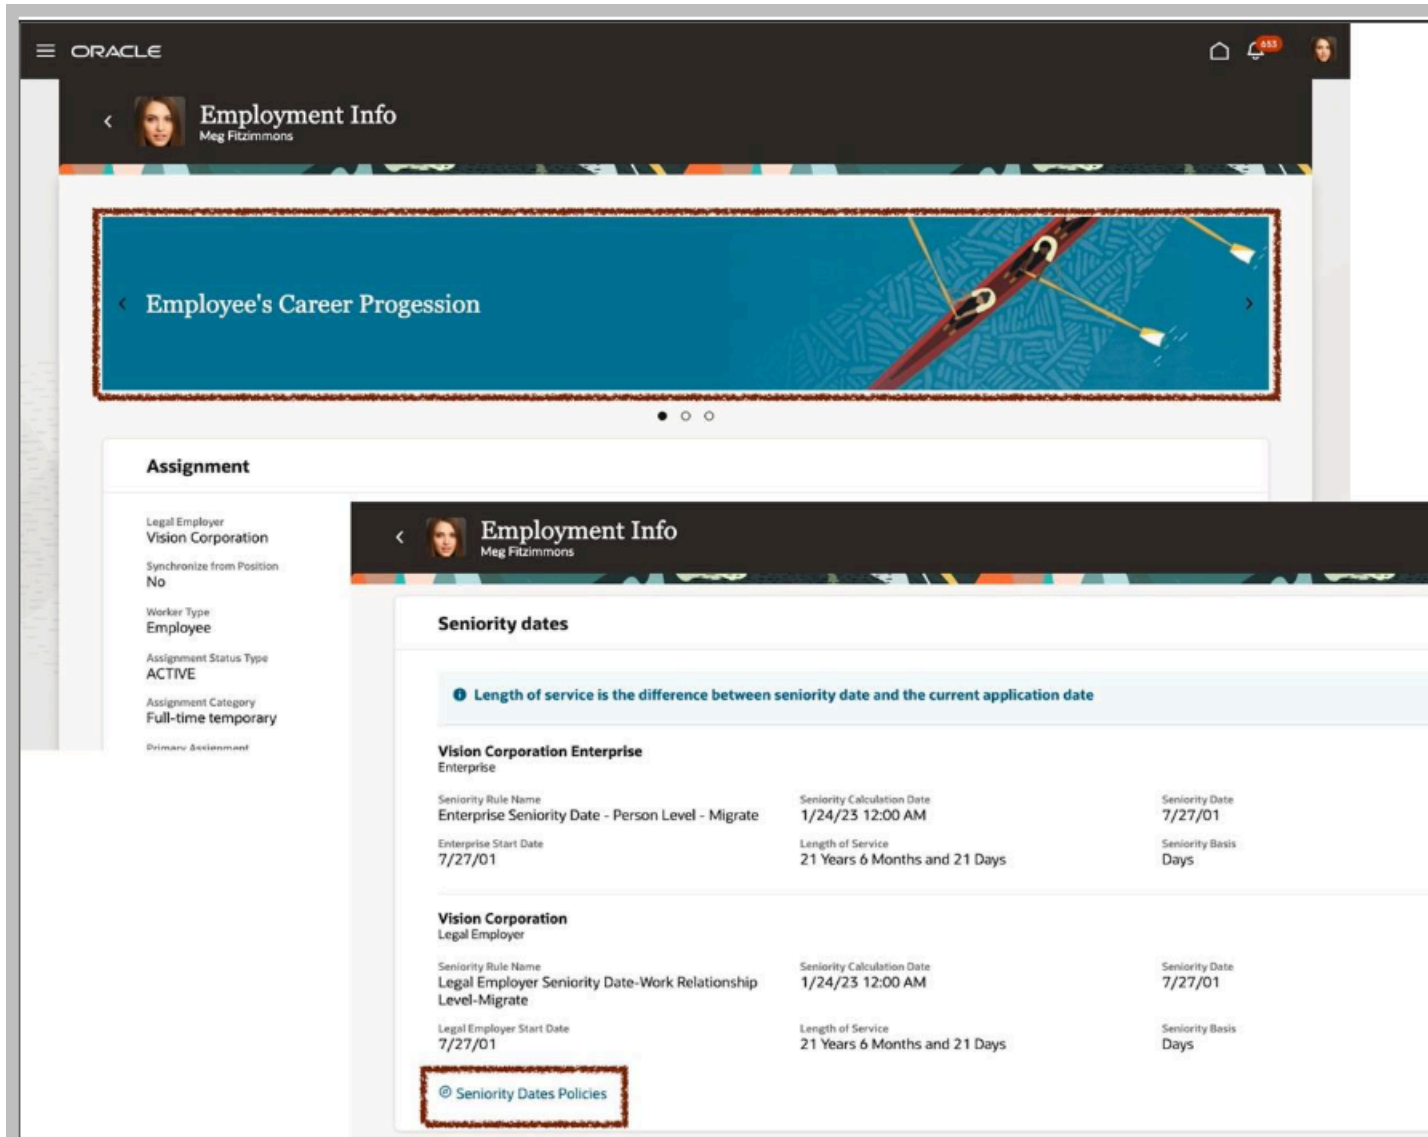 ORACLE
653
Employment Info
Meg Fitzimmons
Employee's Career Progession
Assignment
Legal Employer
Vision Corporation
Synchronize from Position
No
Worker Type
Employee
Assignment Status Type
ACTIVE
Assignment Category
Full-time temporary
Primary Assignment
Employment Info
Meg Fitzimmons
Seniority dates
Length of service is the difference between seniority date and the current application date
Vision Corporation Enterprise
Enterprise
Seniority Rule Name
Enterprise Seniority Date - Person Level - Migrate
Seniority Calculation Date
1/24/23 12:00 AM
Seniority Date
7/27/01
Enterprise Start Date
7/27/01
Length of Service
21 Years 6 Months and 21 Days
Seniority Basis
Days
Vision Corporation
Legal Employer
Seniority Rule Name
Legal Employer Seniority Date-Work Relationship
Level-Migrate
Seniority Calculation Date
1/24/23 12:00 AM
Seniority Date
7/27/01
Legal Employer Start Date
7/27/01
Length of Service
21 Years 6 Months and 21 Days
Seniority Basis
Days
Seniority Dates Policies